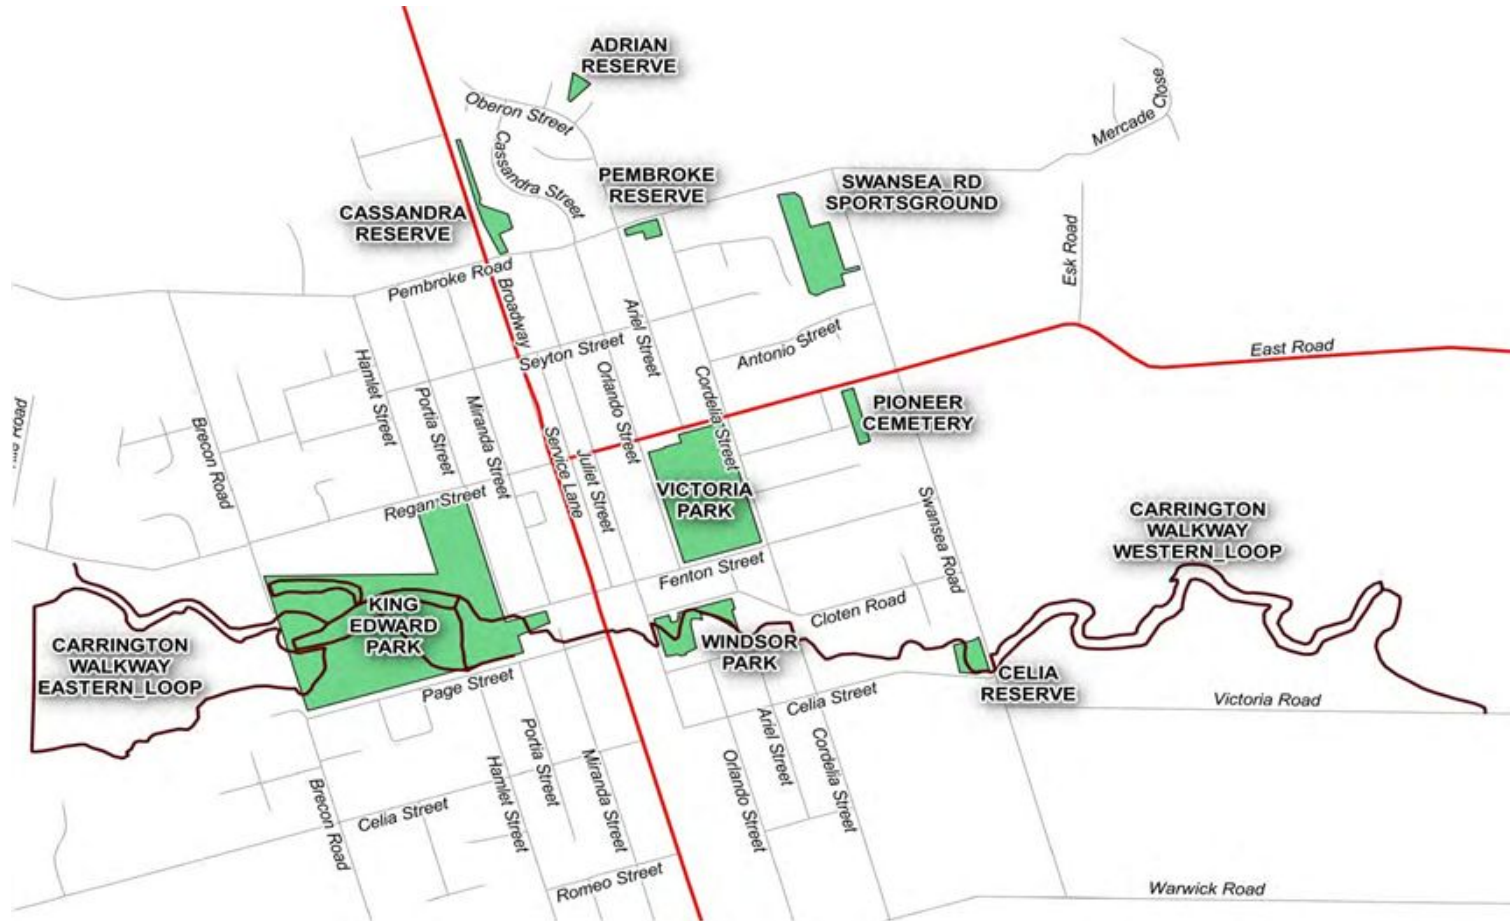 ADRIAN
RESERVE
Oberon Street
Mercade Close
Cassandra Street
PEMBROKE
RESERVE
SWANSEA_RD
SPORTSGROUND
CASSANDRA
RESERVE
Esk Road
Pembroke Road
Broadway
Ariel Street
Seyton Street
Antonio Street
East Road
Hamlet Street
Portia Street
Miranda Street
Orlando Street
Cordelia Street
PIONEER
CEMETERY
Brecon Road
Service Lane
Juliet Street
Road
Regan Street
VICTORIA
PARK
Swansea Road
CARRINGTON
WALKWAY
WESTERN_LOOP
Fenton Street
KING
EDWARD
PARK
Cloten Road
CARRINGTON
WALKWAY
EASTERN_LOOP
WINDSOR
PARK
CELIA
RESERVE
Page Street
Celia Street
Victoria Road
Portia Street
Ariel Street
Brecon Road
Hamlet Street
Miranda Street
Orlando Street
Cordelia Street
Celia Street
Romeo Street
Warwick Road